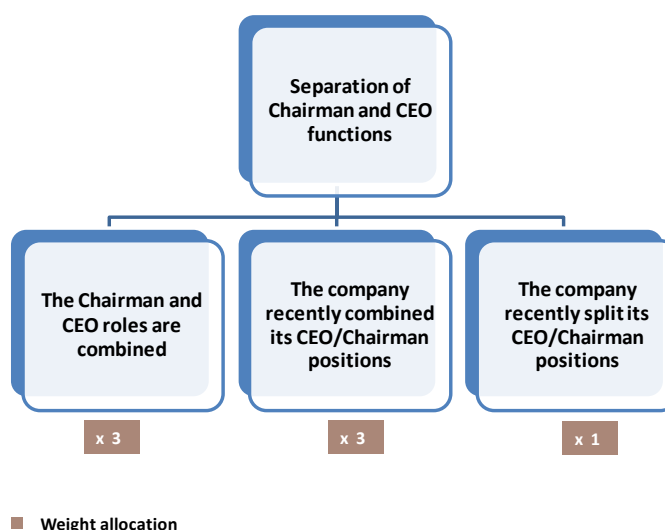 Separation of
Chairman and CEO
functions
The Chairman and
CEO roles are
combined
The company
recently combined
its CEO/Chairman
positions
The company
recently split its
CEO/Chairman
positions
x 3
x 3
x 1
Weight allocation